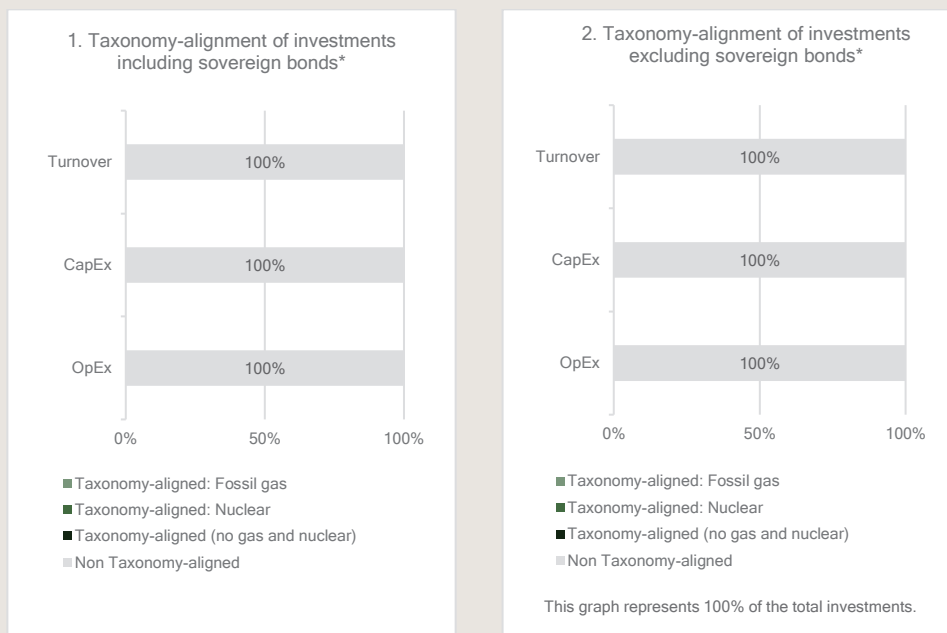 1. Taxonomy-alignment of investments
including sovereign bonds*
Turnover
100%
CapEx
100%
OpEx
100%
0%
50%
100%
Taxonomy-aligned: Fossil gas
Taxonomy-aligned: Nuclear
Taxonomy-aligned (no gas and nuclear)
Non Taxonomy-aligned
2. Taxonomy-alignment of investments
excluding sovereign bonds*
Turnover
100%
CapEx
100%
OpEx
100%
0%
50%
100%
Taxonomy-aligned: Fossil gas
Taxonomy-aligned: Nuclear
Taxonomy-aligned (no gas and nuclear)
Non Taxonomy-aligned
This graph represents 100% of the total investments.